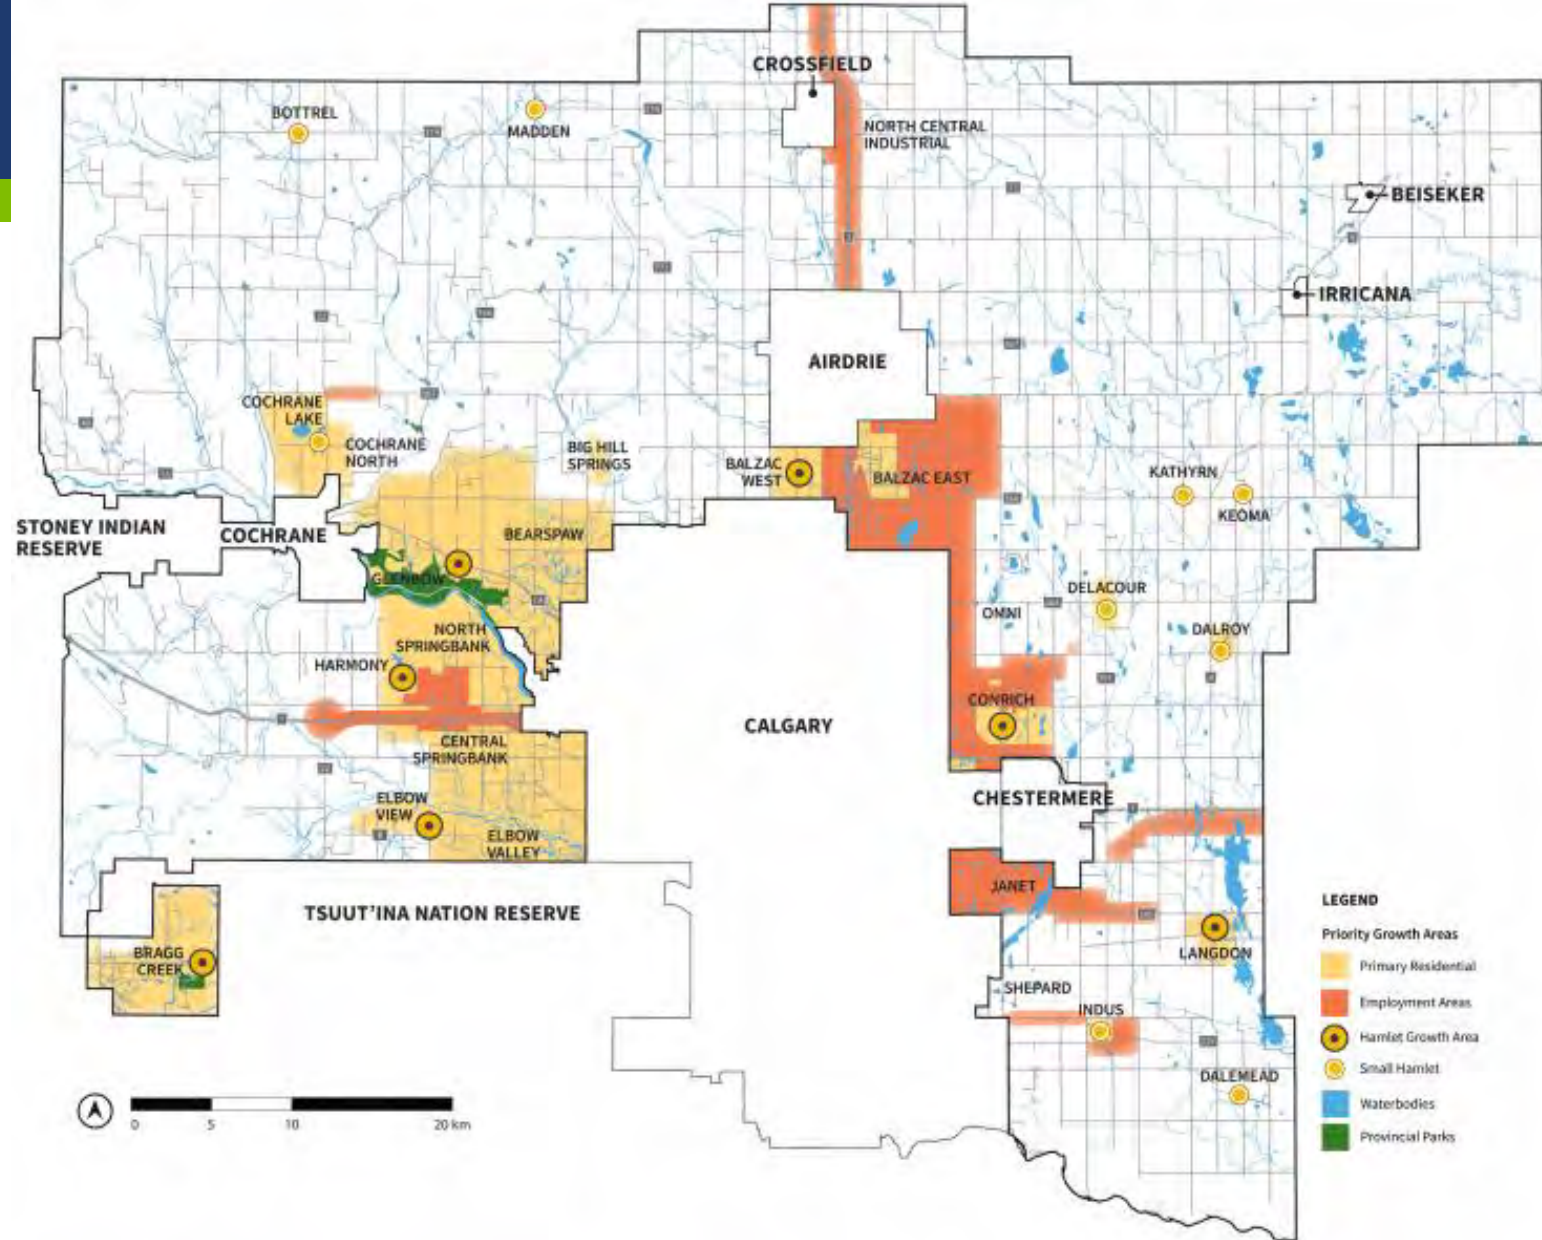 CROSSFIELD
BOTTREL
MADDEN
NORTH CENTRAL
INDUSTRIAL
BEISEKER
IRRICANA
AIRDRIE
COCHRANE
LAKE
COCHRANE
NORTH
BIG HILL
SPRINGS
BALZAC
WEST
BALZAC EAST
KATHYRN
KEOMA
STONEY INDIAN
RESERVE
COCHRANE
BEARSPAW
GLENBOW
DELACOUR
OMNI
DALROY
NORTH
SPRINGBANK
HARMONY
CONRICH
CALGARY
CENTRAL
SPRINGBANK
CHESTERMERE
ELBOW
VIEW
ELBOW
VALLEY
JANET
TSUUT'INA NATION RESERVE
BRAGG
CREEK
LANGDON
SHEPARD
INDUS
DALEMEAD
LEGEND
Priority Growth Areas
Primary Residential
Employment Areas
Hamlet Growth Area
Small Hamlet
Waterbodies
Provincial Parks
0 5 10 20 km